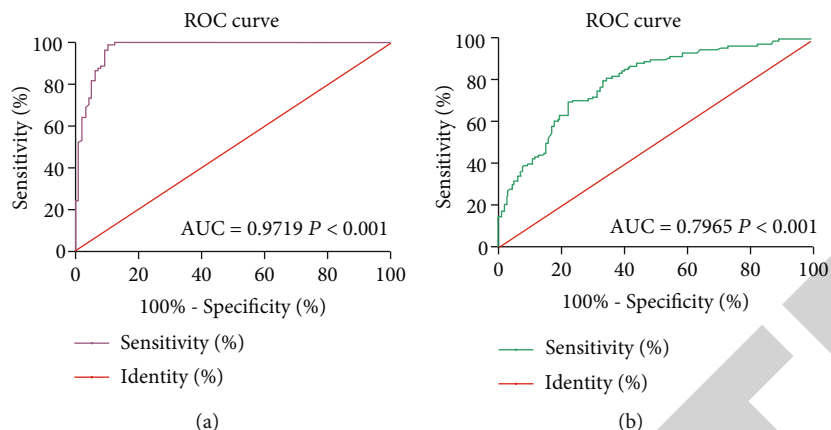 ROC curve
100
80
60
40
20
0
Sensitivity (%)
AUC = 0.9719 P < 0.001
0 20 40 60 80 100
100% - Specificity (%)
Sensitivity (%)
Identity (%)
(a)
ROC curve
100
80
60
40
20
0
Sensitivity (%)
AUC = 0.7965 P < 0.001
0 20 40 60 80 100
100% - Specificity (%)
Sensitivity (%)
Identity (%)
(b)